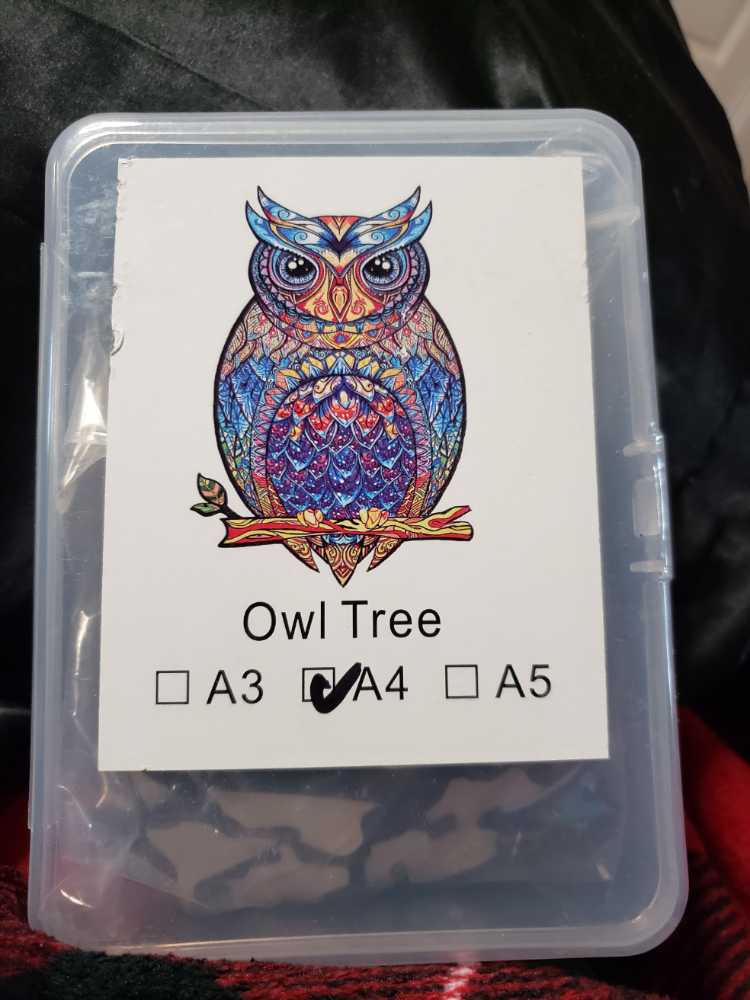 Owl Tree
☐ A3 ☑ A4 ☐ A5